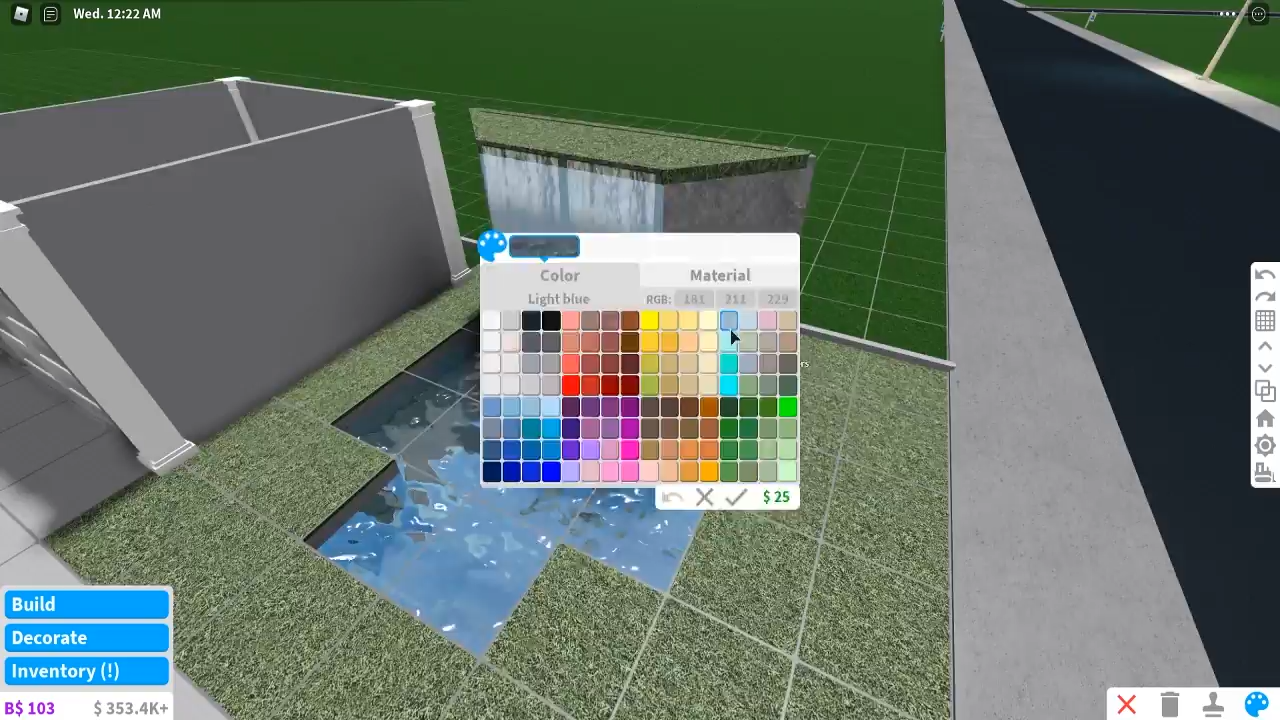 Wed. 12:22 AM
Color
Material
Light blue
RGB: 181 211 229
$ 25
Build
Decorate
Inventory (!)
B$ 103 $ 353.4K+